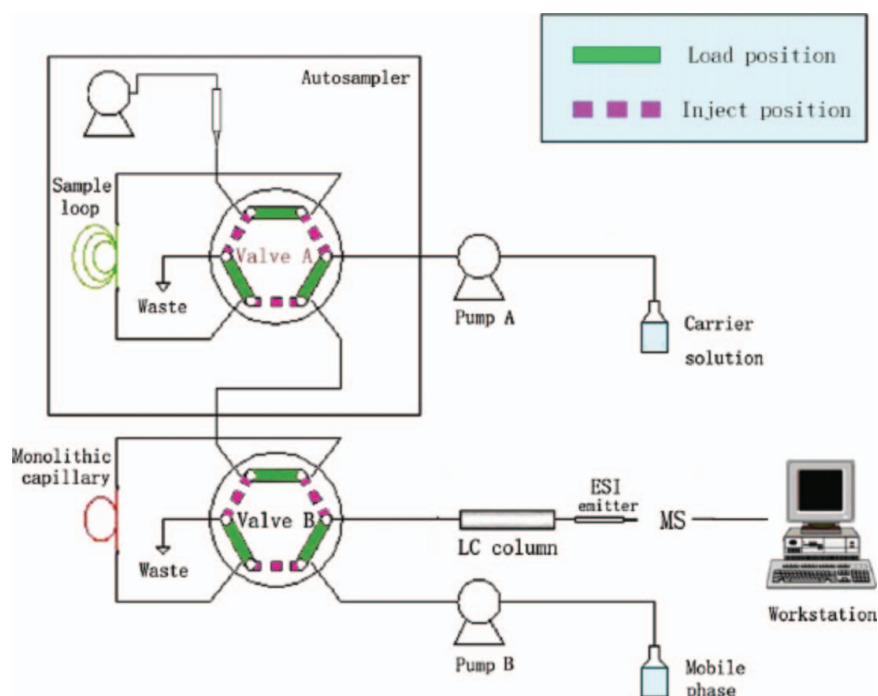 Load position
Autosampler
Inject position
Sample
loop
Valve A
Waste
Pump A
Carrier
solution
Monolithic
capillary
ESI
emitter
Valve B
MS
LC column
Waste
Workstation
Pump B
Mobile
phase